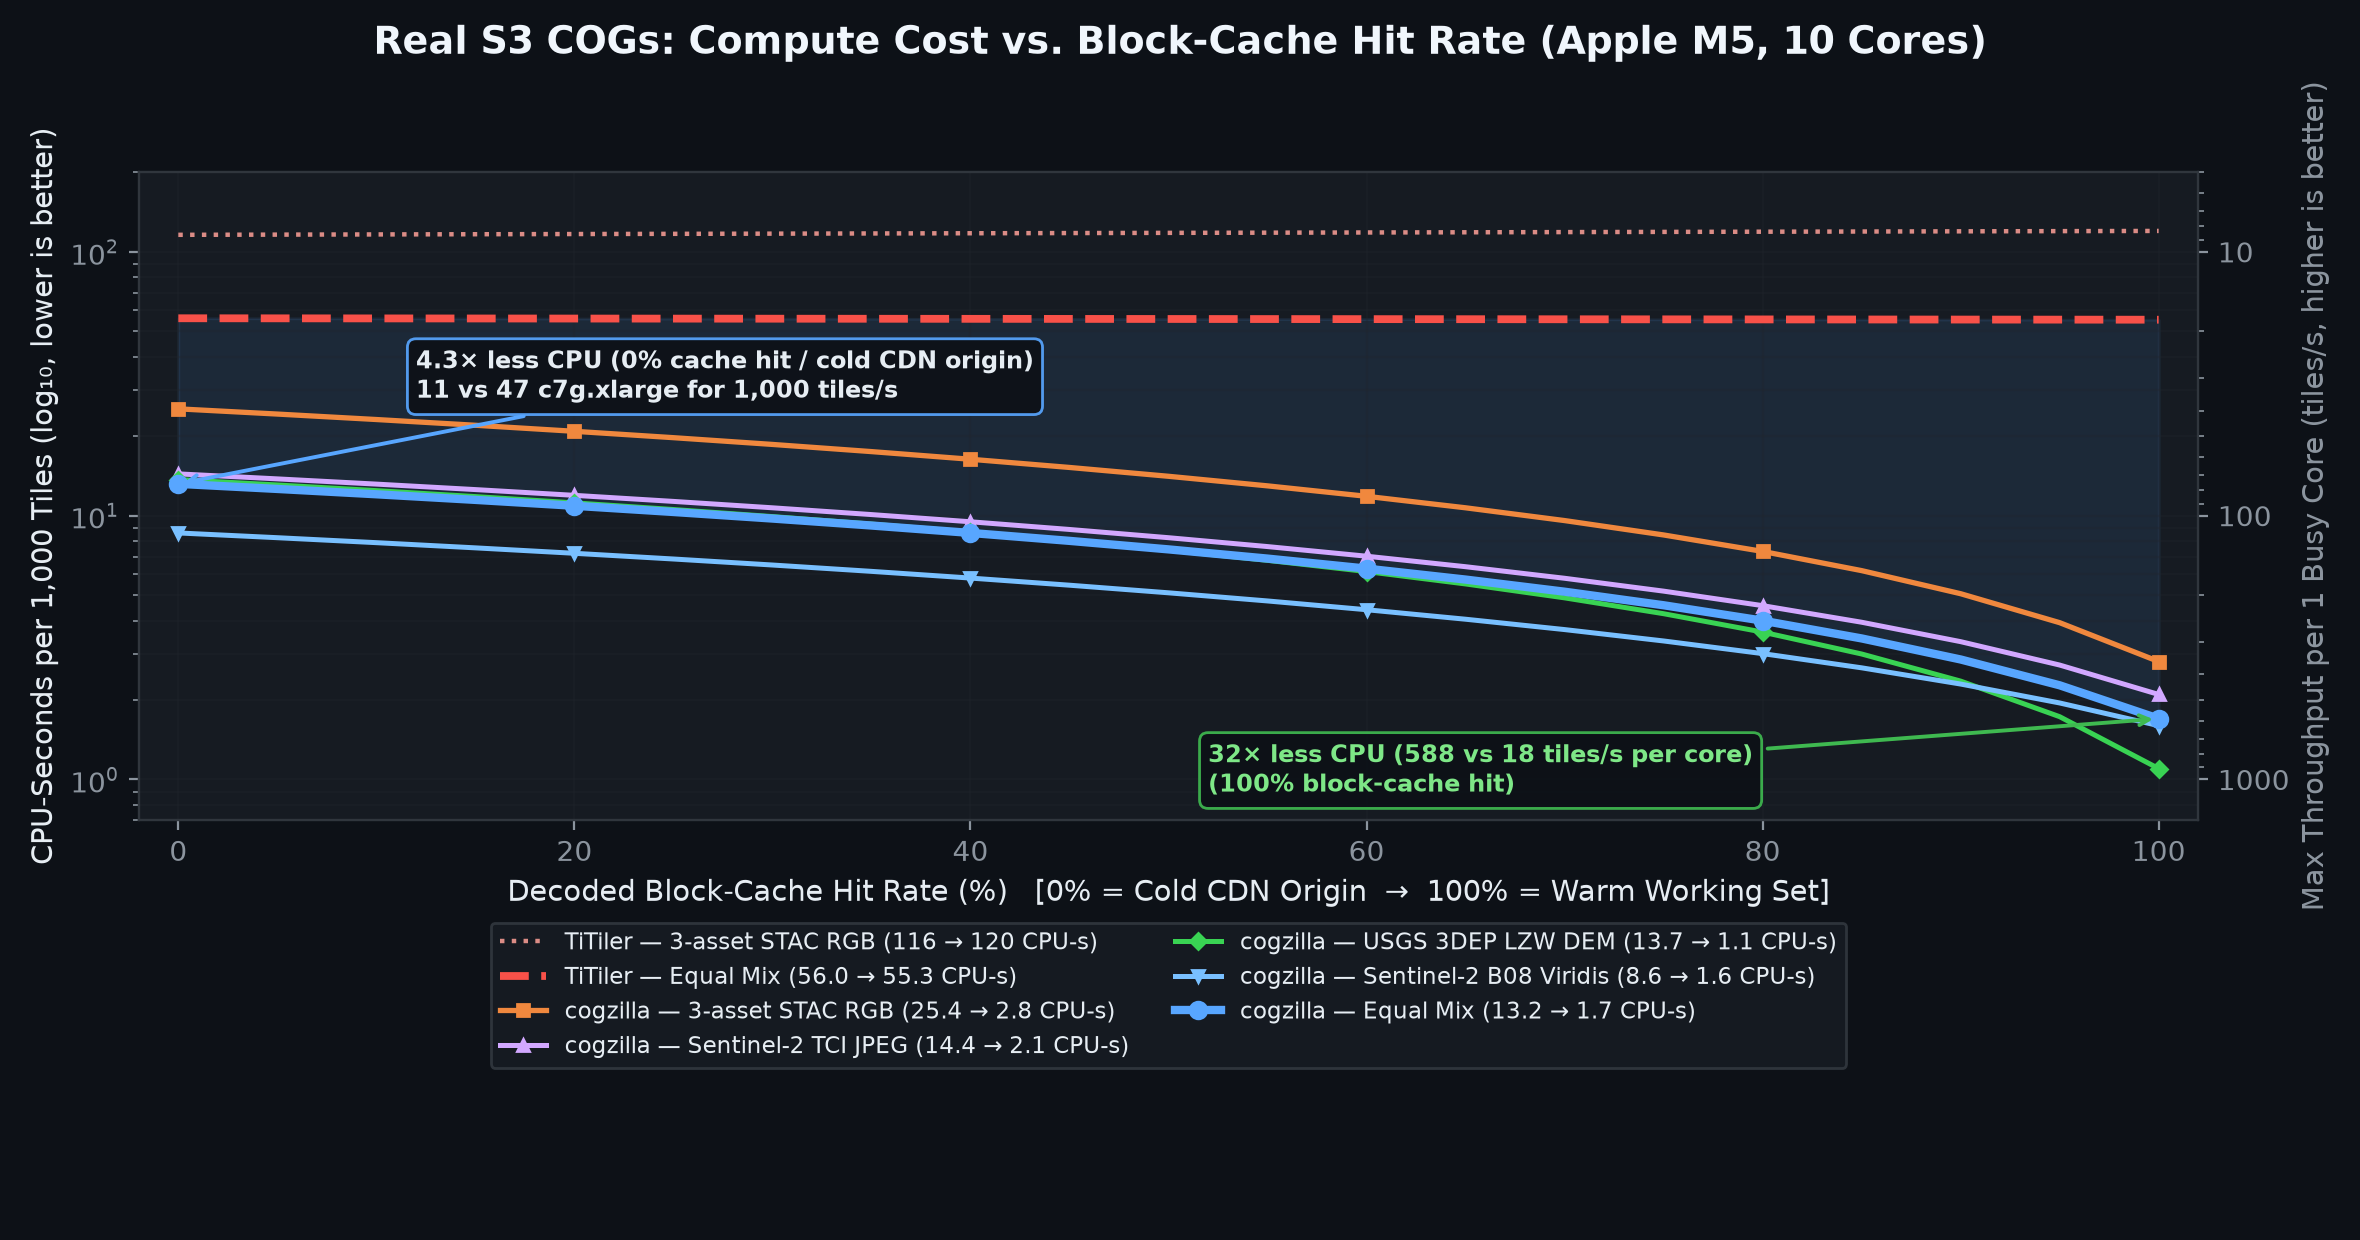 Real S3 COGs: Compute Cost vs. Block-Cache Hit Rate (Apple M5, 10 Cores)
CPU-Seconds per 1,000 Tiles (log₁₀, lower is better)
10²
10¹
10⁰
4.3× less CPU (0% cache hit / cold CDN origin)
11 vs 47 c7g.xlarge for 1,000 tiles/s
32× less CPU (588 vs 18 tiles/s per core)
(100% block-cache hit)
10
100
1000
Max Throughput per 1 Busy Core (tiles/s, higher is better)
0 20 40 60 80 100
Decoded Block-Cache Hit Rate (%) [0% = Cold CDN Origin → 100% = Warm Working Set]
TiTiler — 3-asset STAC RGB (116 → 120 CPU-s)
TiTiler — Equal Mix (56.0 → 55.3 CPU-s)
cogzilla — 3-asset STAC RGB (25.4 → 2.8 CPU-s)
cogzilla — Sentinel-2 TCI JPEG (14.4 → 2.1 CPU-s)
cogzilla — USGS 3DEP LZW DEM (13.7 → 1.1 CPU-s)
cogzilla — Sentinel-2 B08 Viridis (8.6 → 1.6 CPU-s)
cogzilla — Equal Mix (13.2 → 1.7 CPU-s)